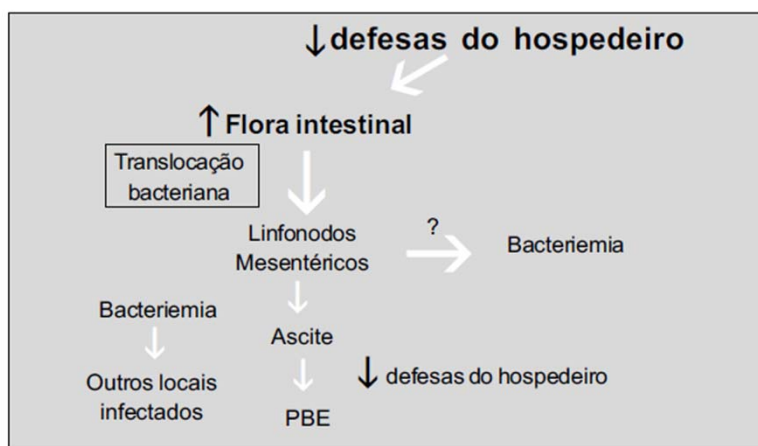 ↓ defesas do hospedeiro
↑ Flora intestinal
Translocação
bacteriana
Linfonodos
Mesentéricos
?
Bacteriemia
Bacteriemia
Outros locais
infectados
Ascite
↓ defesas do hospedeiro
PBE